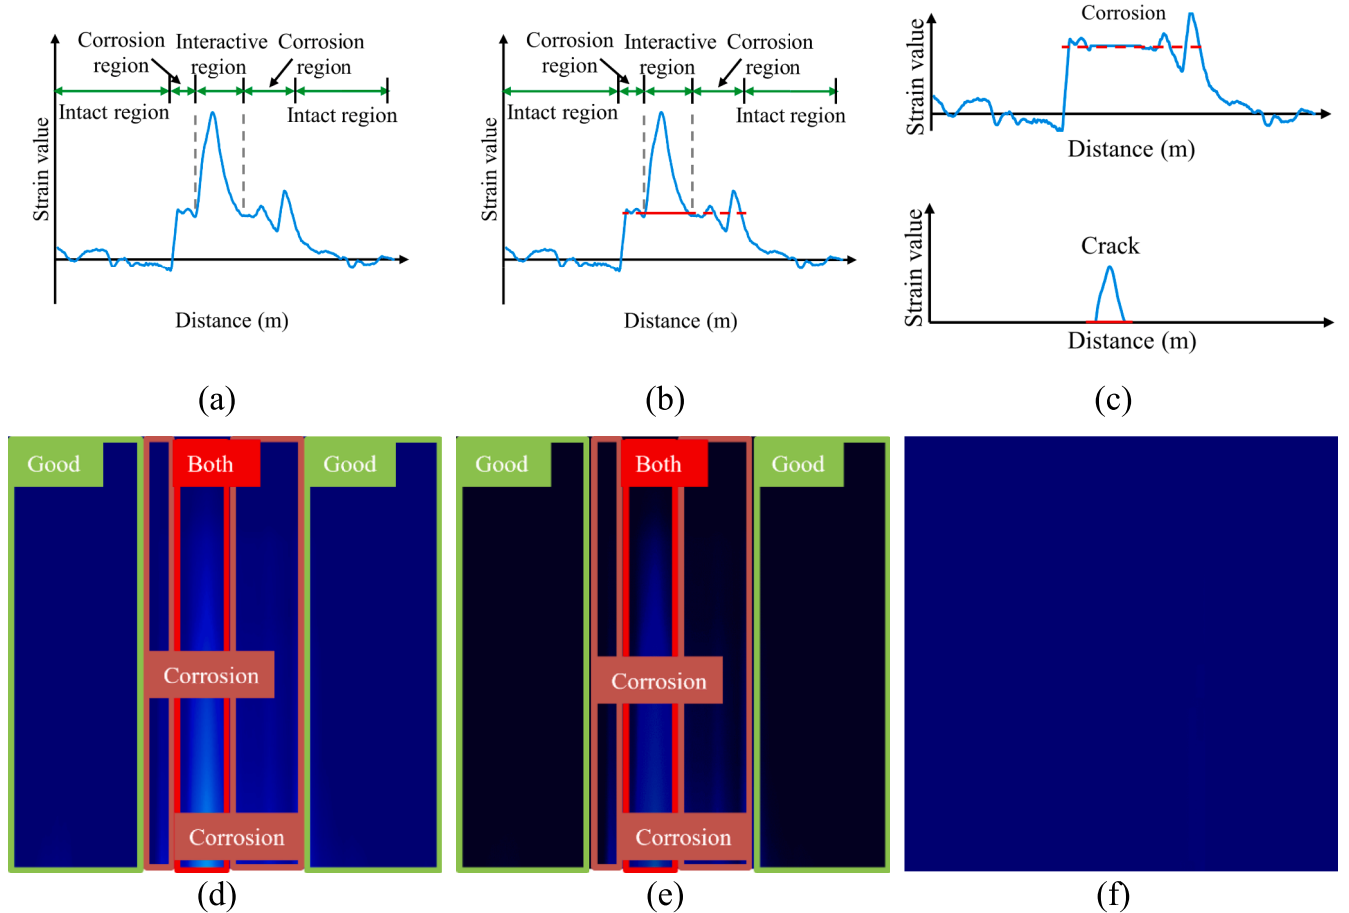 Corrosion
region
Interactive
region
Corrosion
region
Intact region
Intact region
Strain value
Distance (m)
(a)
Corrosion
region
Interactive
region
Corrosion
region
Intact region
Intact region
Strain value
Distance (m)
(b)
Corrosion
Strain value
Distance (m)
Crack
Strain value
Distance (m)
(c)
Good
Both
Good
Corrosion
Corrosion
(d)
Good
Both
Good
Corrosion
Corrosion
(e)
(f)